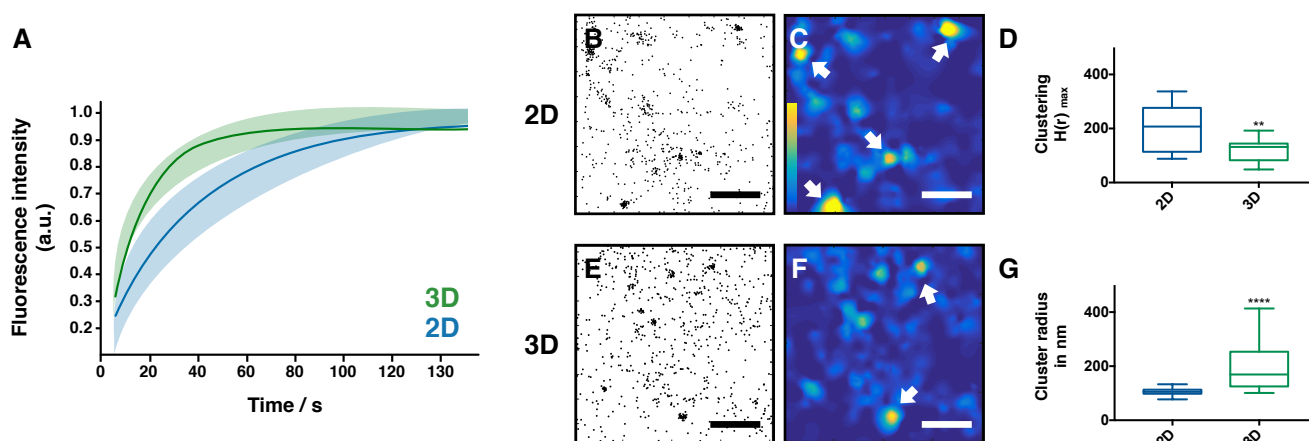 A
Fluorescence intensity
(a.u.)
1.0
0.9
0.8
0.7
0.6
0.5
0.4
0.3
0.2
0
20
40
60
80
100
120
130
Time / s
3D
2D
2D
B
C
D
Clustering
H(r) max
400
200
0
**
2D
3D
3D
E
F
G
Cluster radius
in nm
400
200
0
****
2D
3D